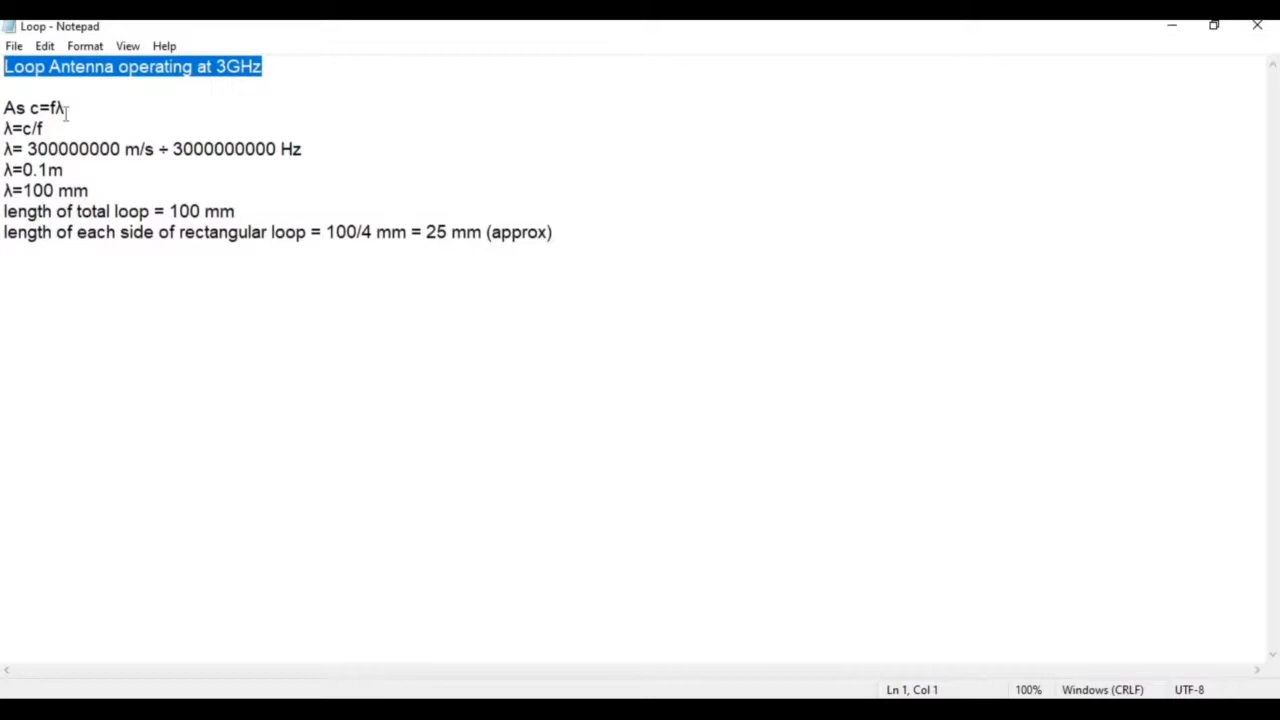 Loop - Notepad
File Edit Format View Help
Loop Antenna operating at 3GHz
As c=fλ
λ=c/f
λ= 300000000 m/s ÷ 3000000000 Hz
λ=0.1m
λ=100 mm
length of total loop = 100 mm
length of each side of rectangular loop = 100/4 mm = 25 mm (approx)
Ln 1, Col 1 100% Windows (CRLF) UTF-8